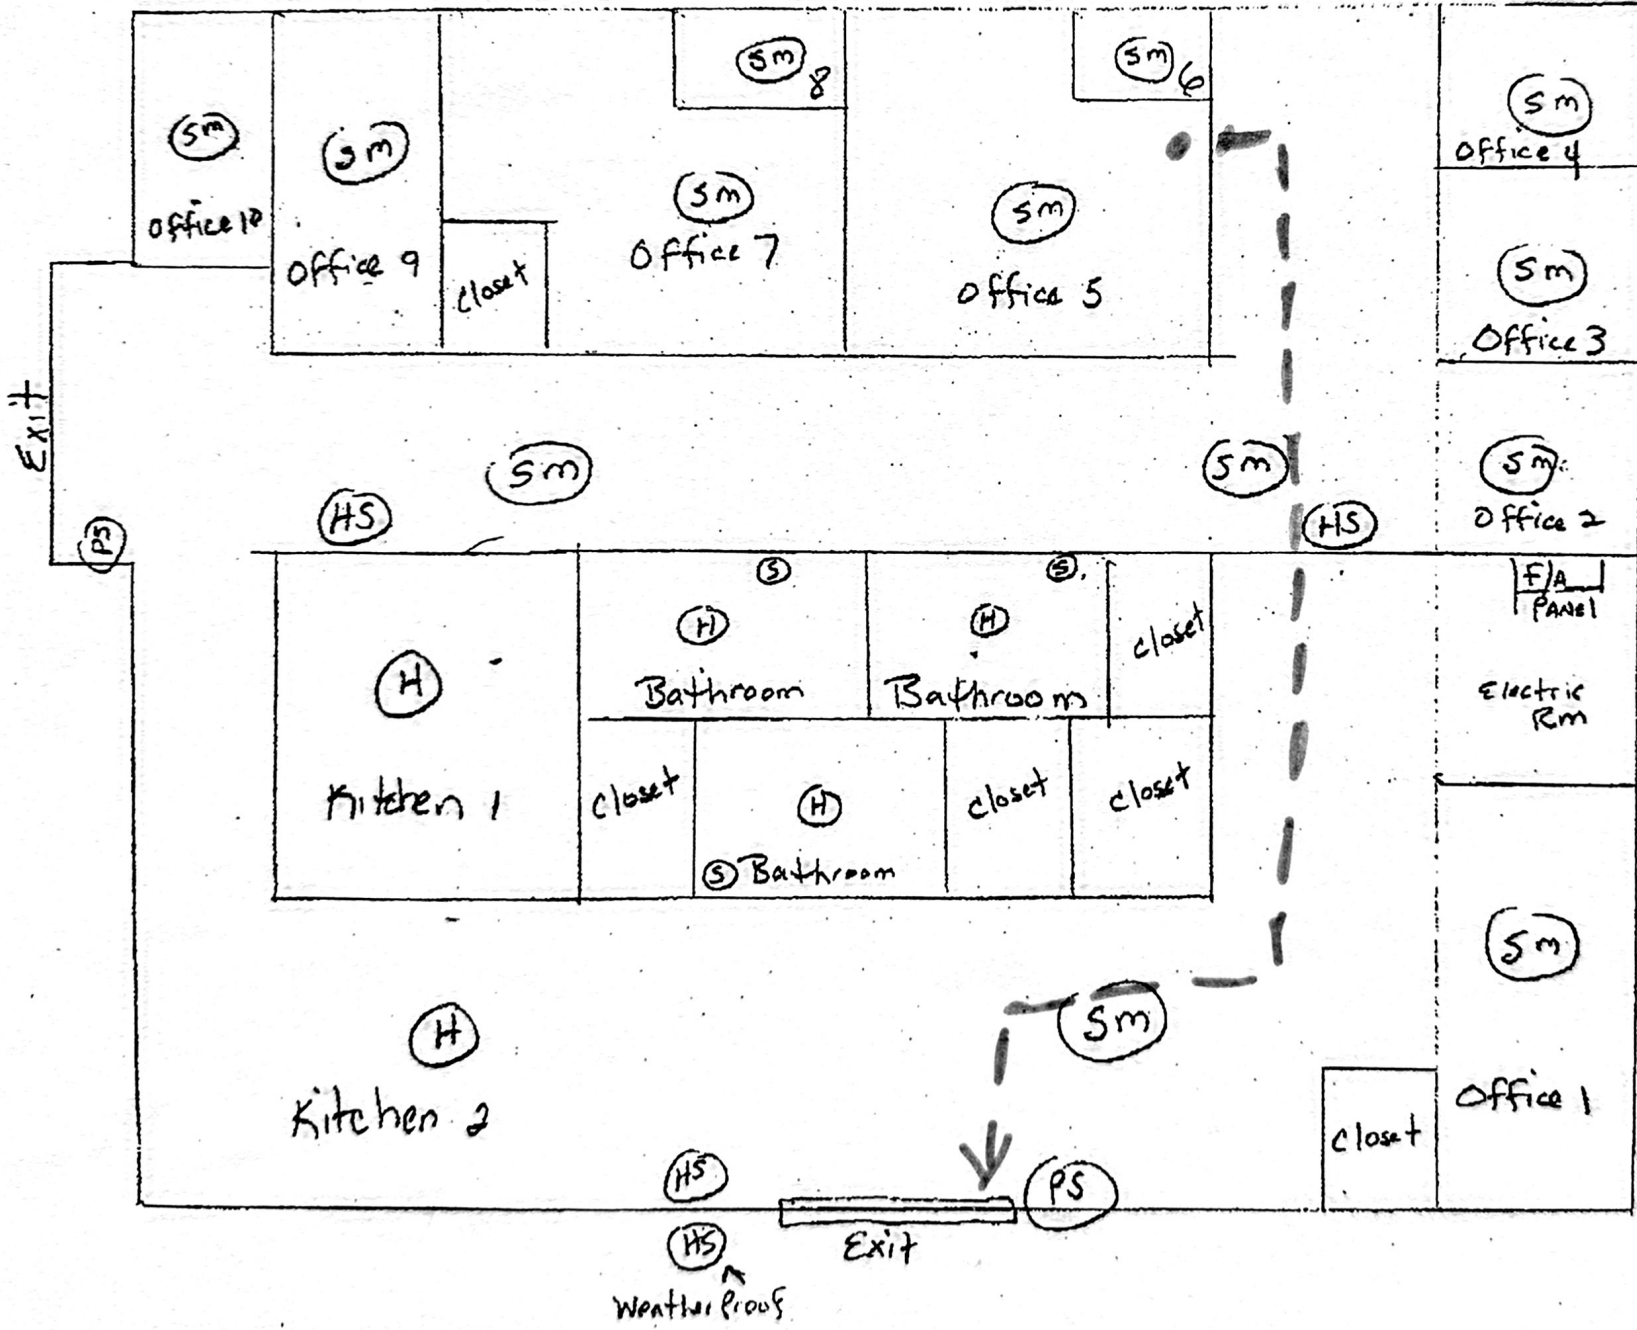 Sm
8
Sm
6
Sm
Office 4
Sm
Office 10
Sm
Office 9
closet
Sm
Office 7
Sm
Office 5
Sm
Office 3
Exit
PS
HS
Sm
Sm
HS
Sm
Office 2
S
H
Bathroom
S
H
Bathroom
closet
F/A
PANEl
Electric
Rm
H
Kitchen 1
closet
H
S Bathroom
closet
closet
Sm
Office 1
H
Kitchen 2
Sm
closet
HS
PS
HS
Exit
Weatherproof